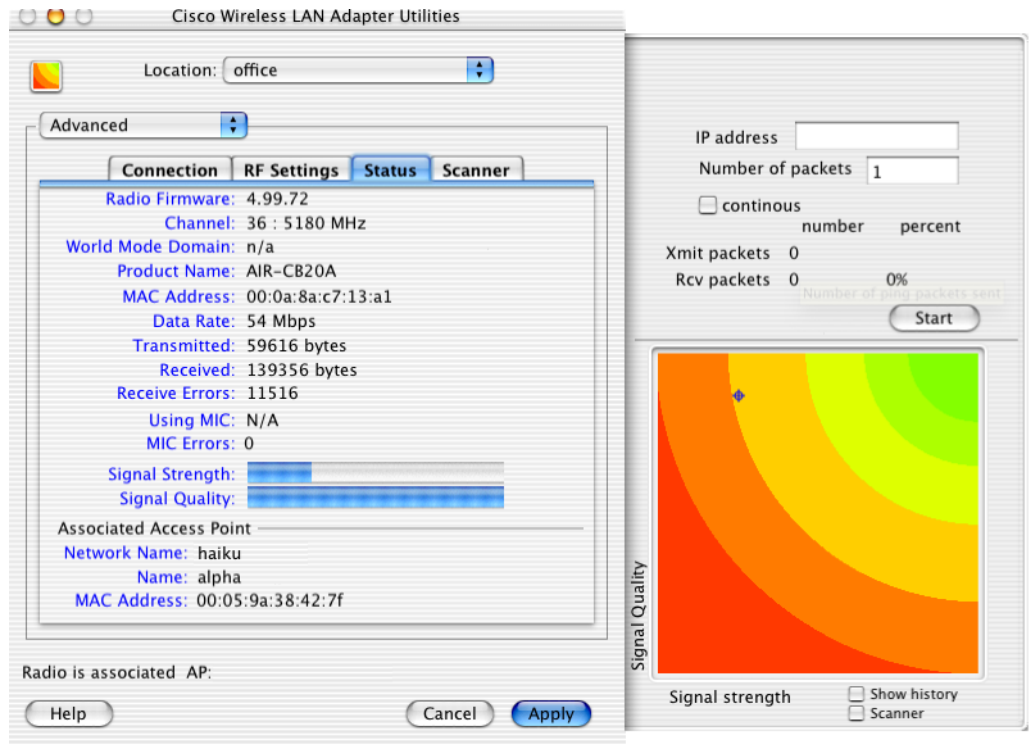 Cisco Wireless LAN Adapter Utilities
Location: office
Advanced
Connection RF Settings Status Scanner
Radio Firmware: 4.99.72
Channel: 36 : 5180 MHz
World Mode Domain: n/a
Product Name: AIR-CB20A
MAC Address: 00:0a:8a:c7:13:a1
Data Rate: 54 Mbps
Transmitted: 59616 bytes
Received: 139356 bytes
Receive Errors: 11516
Using MIC: N/A
MIC Errors: 0
Signal Strength:
Signal Quality:
Associated Access Point
Network Name: haiku
Name: alpha
MAC Address: 00:05:9a:38:42:7f
Radio is associated AP:
Help Cancel Apply
IP address
Number of packets 1
continous
number percent
Xmit packets 0
Rcv packets 0 0%
Number of ping packets sent
Start
Signal Quality
Signal strength
Show history
Scanner